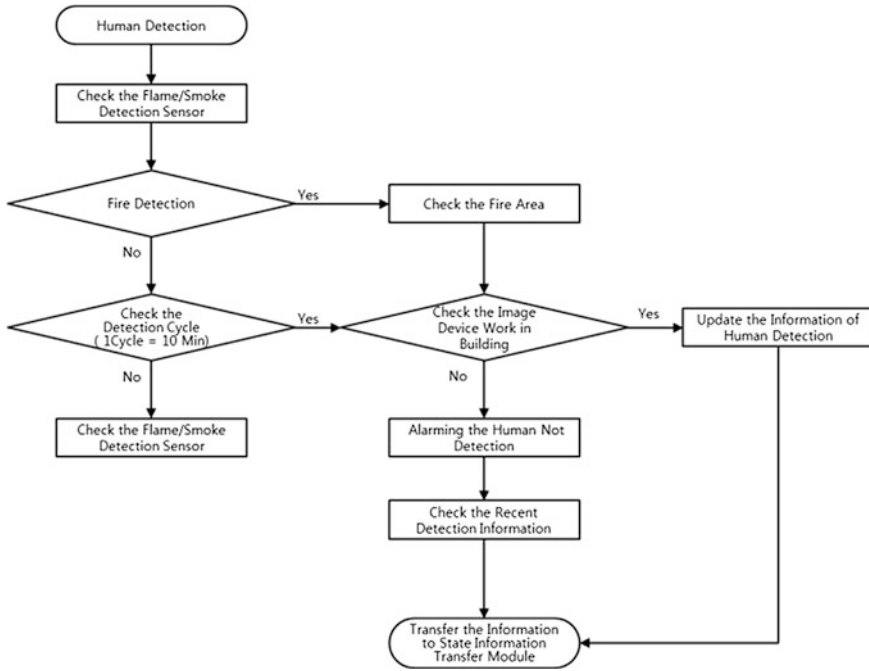 Human Detection
Check the Flame/Smoke
Detection Sensor
Fire Detection
Yes
Check the Fire Area
No
Check the
Detection Cycle
( 1Cycle = 10 Min)
Yes
Check the Image
Device Work in
Building
Yes
Update the Information of
Human Detection
No
No
Check the Flame/Smoke
Detection Sensor
Alarming the Human Not
Detection
Check the Recent
Detection Information
Transfer the Information
to State Information
Transfer Module